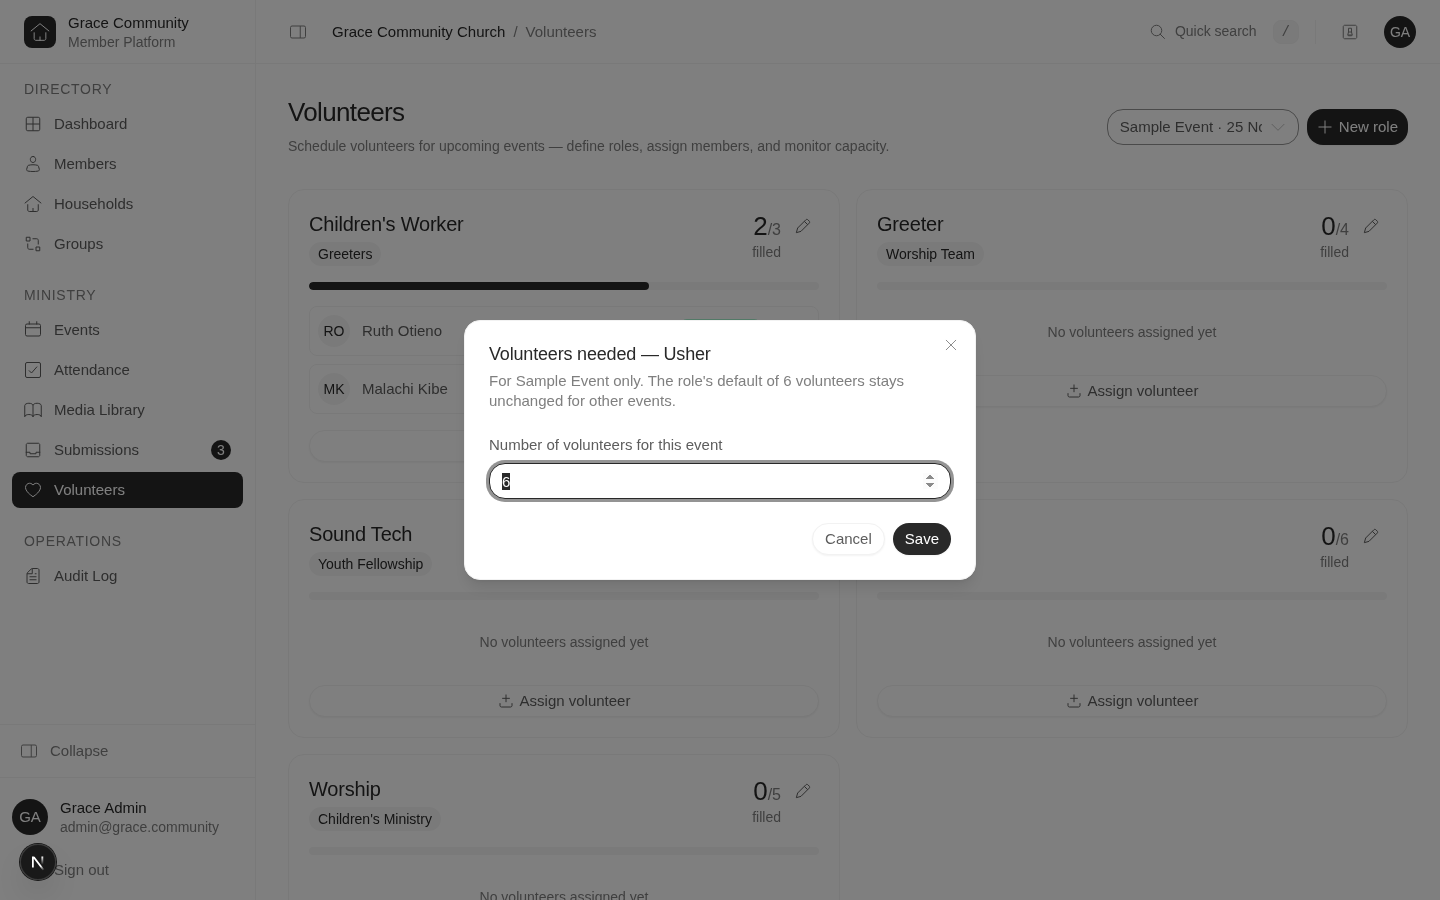 Grace Community
Member Platform
Grace Community Church / Volunteers
Quick search /
GA
DIRECTORY
Dashboard
Members
Households
Groups
MINISTRY
Events
Attendance
Media Library
Submissions 3
Volunteers
OPERATIONS
Audit Log
Collapse
GA
Grace Admin
admin@grace.community
N
Sign out
Volunteers
Schedule volunteers for upcoming events — define roles, assign members, and monitor capacity.
Sample Event · 25 No
New role
Children's Worker
Greeters
2/3
filled
RO Ruth Otieno
MK Malachi Kibe
Greeter
Worship Team
0/4
filled
No volunteers assigned yet
Assign volunteer
Volunteers needed — Usher
For Sample Event only. The role's default of 6 volunteers stays
unchanged for other events.
Number of volunteers for this event
6
Cancel
Save
Sound Tech
Youth Fellowship
No volunteers assigned yet
Assign volunteer
0/6
filled
No volunteers assigned yet
Assign volunteer
Worship
Children's Ministry
0/5
filled
No volunteers assigned yet